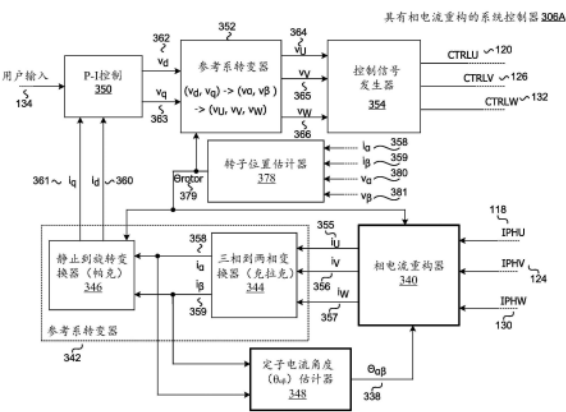 具有相电流重构的系统控制器 306A
362
352
364
用户输入
134
P-I控制
350
vd
vq
363
参考系转变器
(vd, vq) -> (vα, vβ)
-> (vU, vV, vW)
vU
vV
365
vW
366
控制信号
发生器
354
CTRLU 120
CTRLV 126
CTRLW 132
转子位置估计器
378
iα 358
iβ 359
vα 380
vβ 381
Θrotor
379
361 iq
id 360
118
IPHU
IPHV
124
IPHW
130
静止到旋转变
换器(帕克)
346
358
iα
iβ
359
三相到两相变
换器(克拉克)
344
355
iU
iV
356
iW
357
相电流重构器
340
参考系转变器
342
定子电流角度
(θαβ) 估计器
348
Θαβ
338